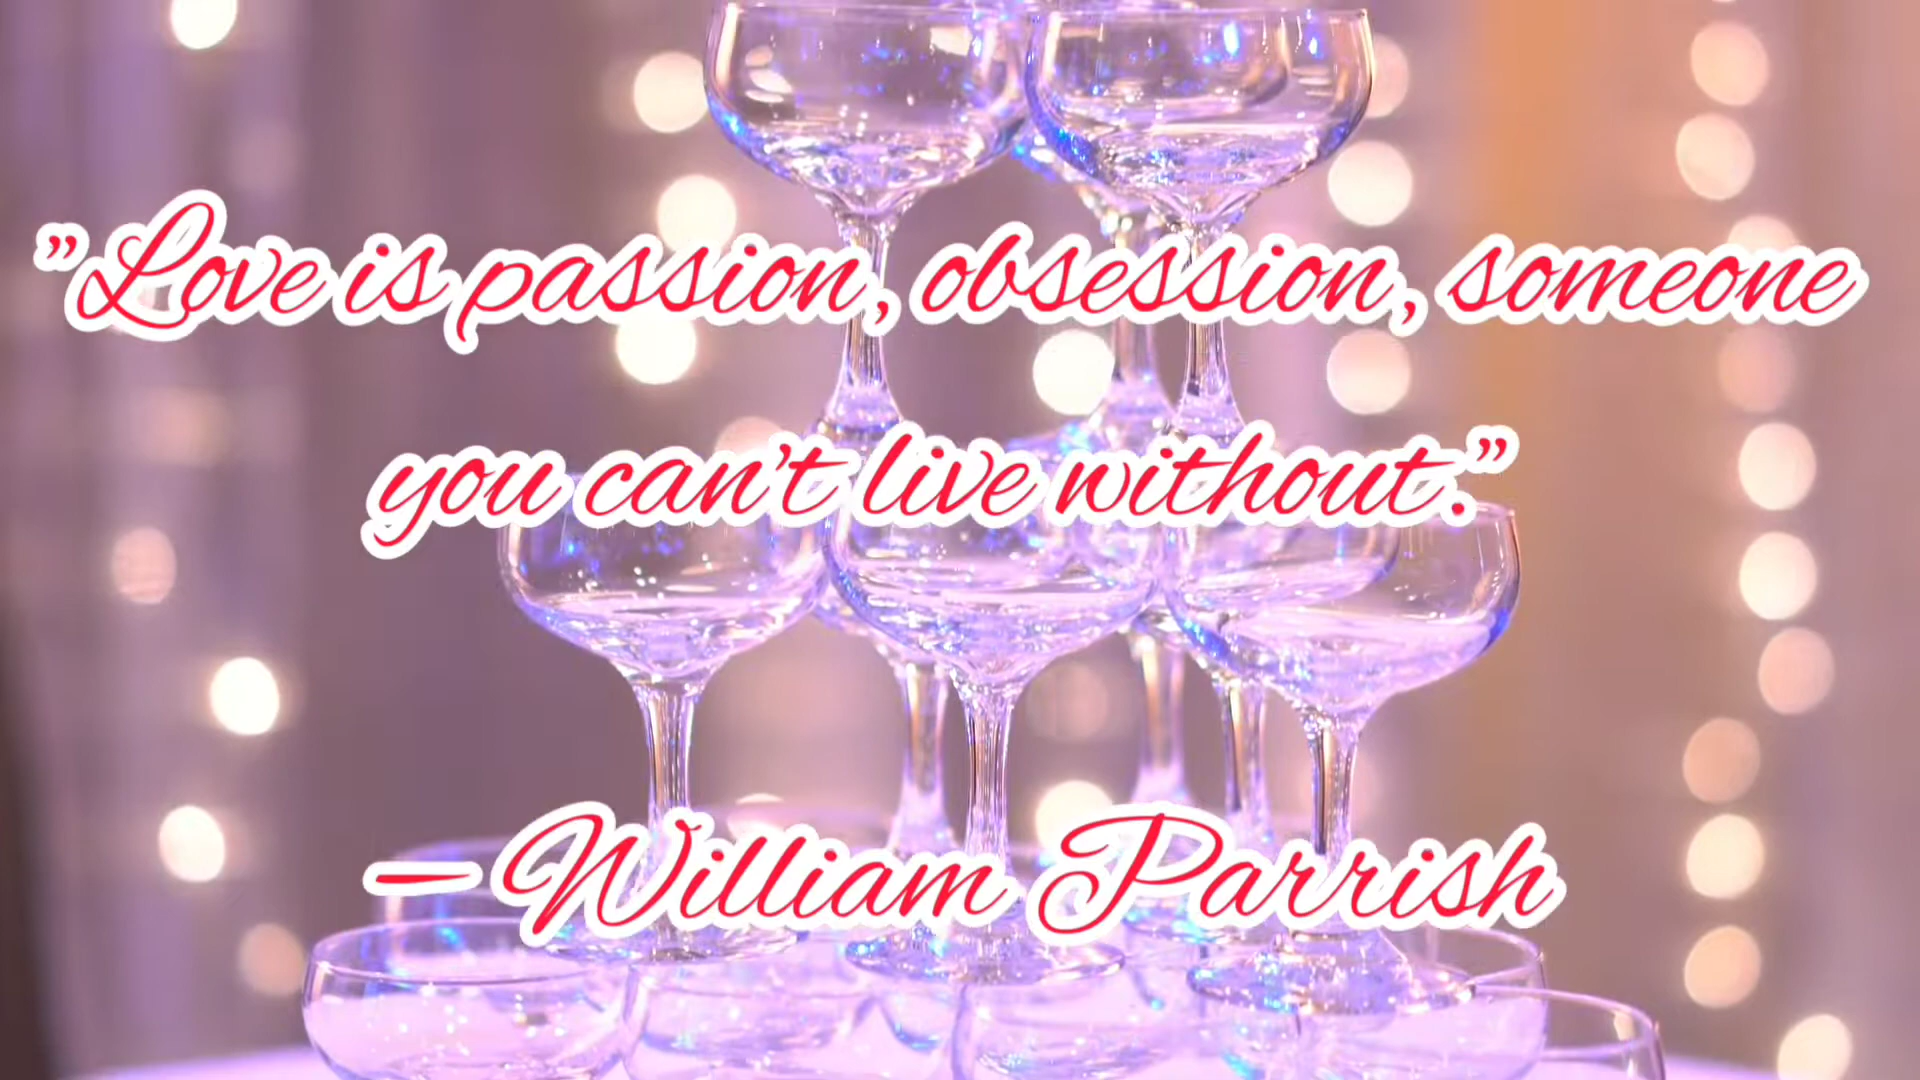 ”Love is passion, obsession, someone
you can’t live without.”
— William Parrish